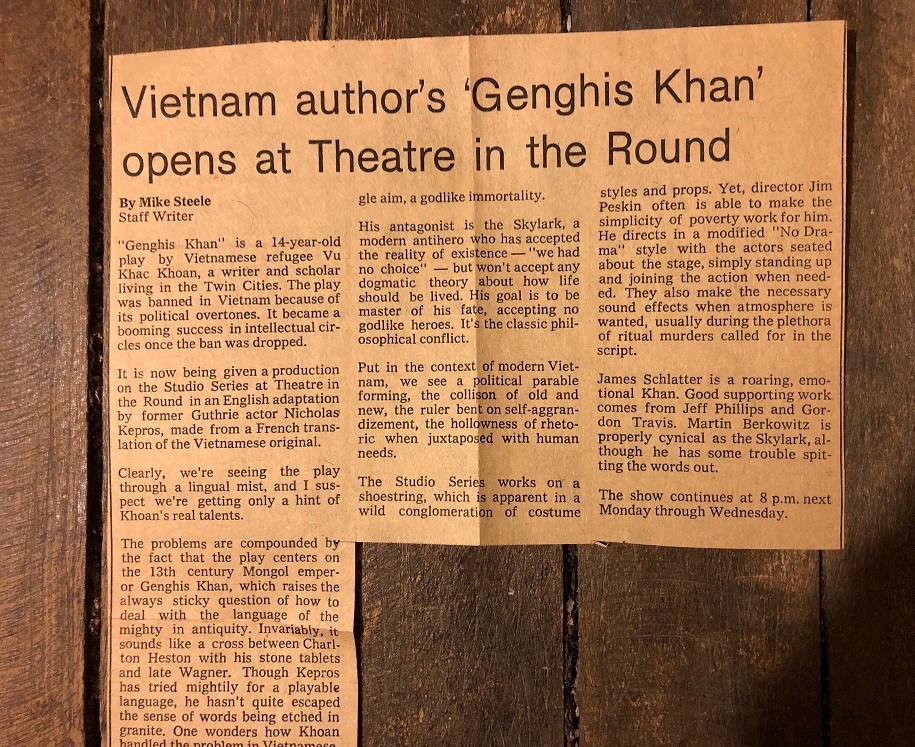 Vietnam author's 'Genghis Khan'
opens at Theatre in the Round
By Mike Steele
Staff Writer
"Genghis Khan" is a 14-year-old
play by Vietnamese refugee Vu
Khac Khoan, a writer and scholar
living in the Twin Cities. The play
was banned in Vietnam because of
its political overtones. It became a
booming success in intellectual cir-
cles once the ban was dropped.
It is now being given a production
on the Studio Series at Theatre in
the Round in an English adaptation
by former Guthrie actor Nicholas
Kepros, made from a French trans-
lation of the Vietnamese original.
Clearly, we're seeing the play
through a lingual mist, and I sus-
pect we're getting only a hint of
Khoan's real talents.
The problems are compounded by
the fact that the play centers on
the 13th century Mongol emper-
or Genghis Khan, which raises the
always sticky question of how to
deal with the language of the
mighty in antiquity. Invariably, it
sounds like a cross between Charl-
ton Heston with his stone tablets
and late Wagner. Though Kepros
has tried mightily for a playable
language, he hasn't quite escaped
the sense of words being etched in
granite. One wonders how Khoan
handled the problem in Vietnamese.
gle aim, a godlike immortality.
His antagonist is the Skylark, a
modern antihero who has accepted
the reality of existence — "we had
no choice" — but won't accept any
dogmatic theory about how life
should be lived. His goal is to be
master of his fate, accepting no
godlike heroes. It's the classic phil-
osophical conflict.
Put in the context of modern Viet-
nam, we see a political parable
forming, the collision of old and
new, the ruler bent on self-aggran-
dizement, the hollowness of rheto-
ric when juxtaposed with human
needs.
The Studio Series works on a
shoestring, which is apparent in a
wild conglomeration of costume
styles and props. Yet, director Jim
Peskin often is able to make the
simplicity of poverty work for him.
He directs in a modified "No Dra-
ma" style with the actors seated
about the stage, simply standing up
and joining the action when need-
ed. They also make the necessary
sound effects when atmosphere is
wanted, usually during the plethora
of ritual murders called for in the
script.
James Schlatter is a roaring, emo-
tional Khan. Good supporting work
comes from Jeff Phillips and Gor-
don Travis. Martin Berkowitz is
properly cynical as the Skylark, al-
though he has some trouble spit-
ting the words out.
The show continues at 8 p.m. next
Monday through Wednesday.